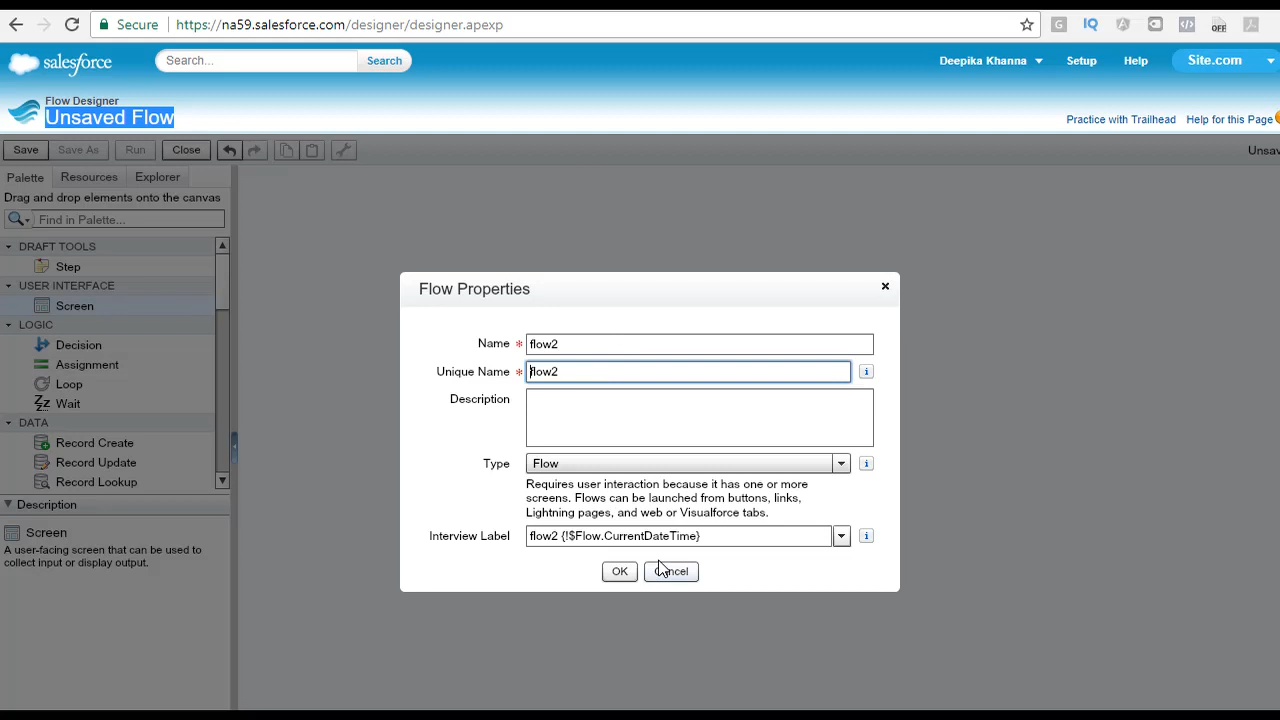 Secure https://na59.salesforce.com/designer/designer.apexp
G IQ OFF
salesforce Search... Search Deepika Khanna Setup Help Site.com
Flow Designer
Unsaved Flow
Practice with Trailhead Help for this Page
Save Save As Run Close Unsa
Palette Resources Explorer
Drag and drop elements onto the canvas
Find in Palette...
DRAFT TOOLS
Step
USER INTERFACE
Screen
LOGIC
Decision
Assignment
Loop
Zz Wait
DATA
Record Create
Record Update
Record Lookup
Description
Screen
A user-facing screen that can be used to
collect input or display output.
Flow Properties
Name * flow2
Unique Name * flow2
Description
Type Flow
Requires user interaction because it has one or more
screens. Flows can be launched from buttons, links,
Lightning pages, and web or Visualforce tabs.
Interview Label flow2 {!$Flow.CurrentDateTime}
OK Cancel